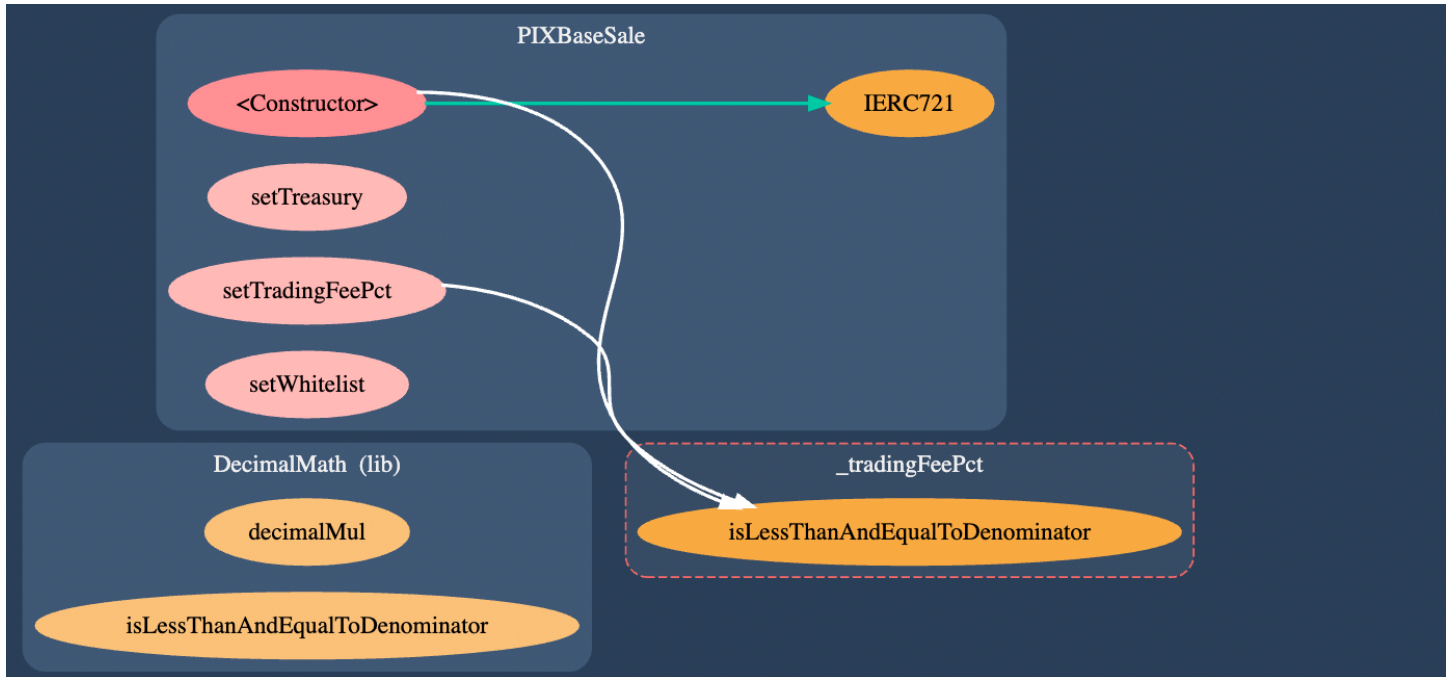 PIXBaseSale
<Constructor>
IERC721
setTreasury
setTradingFeePct
setWhitelist
DecimalMath (lib)
decimalMul
isLessThanAndEqualToDenominator
_tradingFeePct
isLessThanAndEqualToDenominator